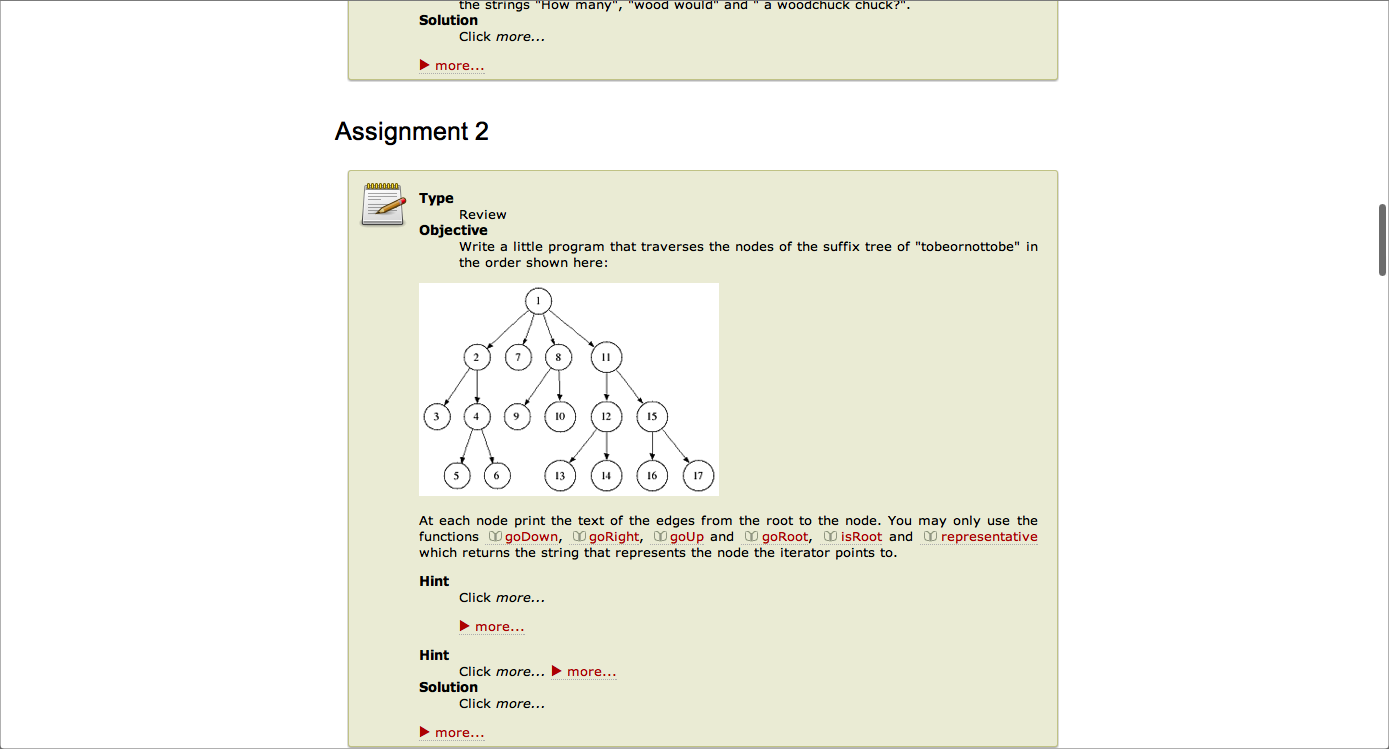 the strings "How many", "wood would" and " a woodchuck chuck?".
Solution
Click more...
more...
Assignment 2
Type
Review
Objective
Write a little program that traverses the nodes of the suffix tree of "tobeornottobe" in
the order shown here:
1
2 7 8 11
3 4 9 10 12 15
5 6 13 14 16 17
At each node print the text of the edges from the root to the node. You may only use the
functions goDown, goRight, goUp and goRoot, isRoot and representative
which returns the string that represents the node the iterator points to.
Hint
Click more...
more...
Hint
Click more... more...
Solution
Click more...
more...